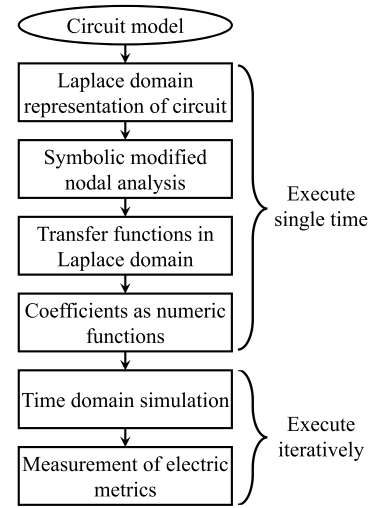 Circuit model
Laplace domain
representation of circuit
Symbolic modified
nodal analysis
Transfer functions in
Laplace domain
Coefficients as numeric
functions
Execute
single time
Time domain simulation
Measurement of electric
metrics
Execute
iteratively